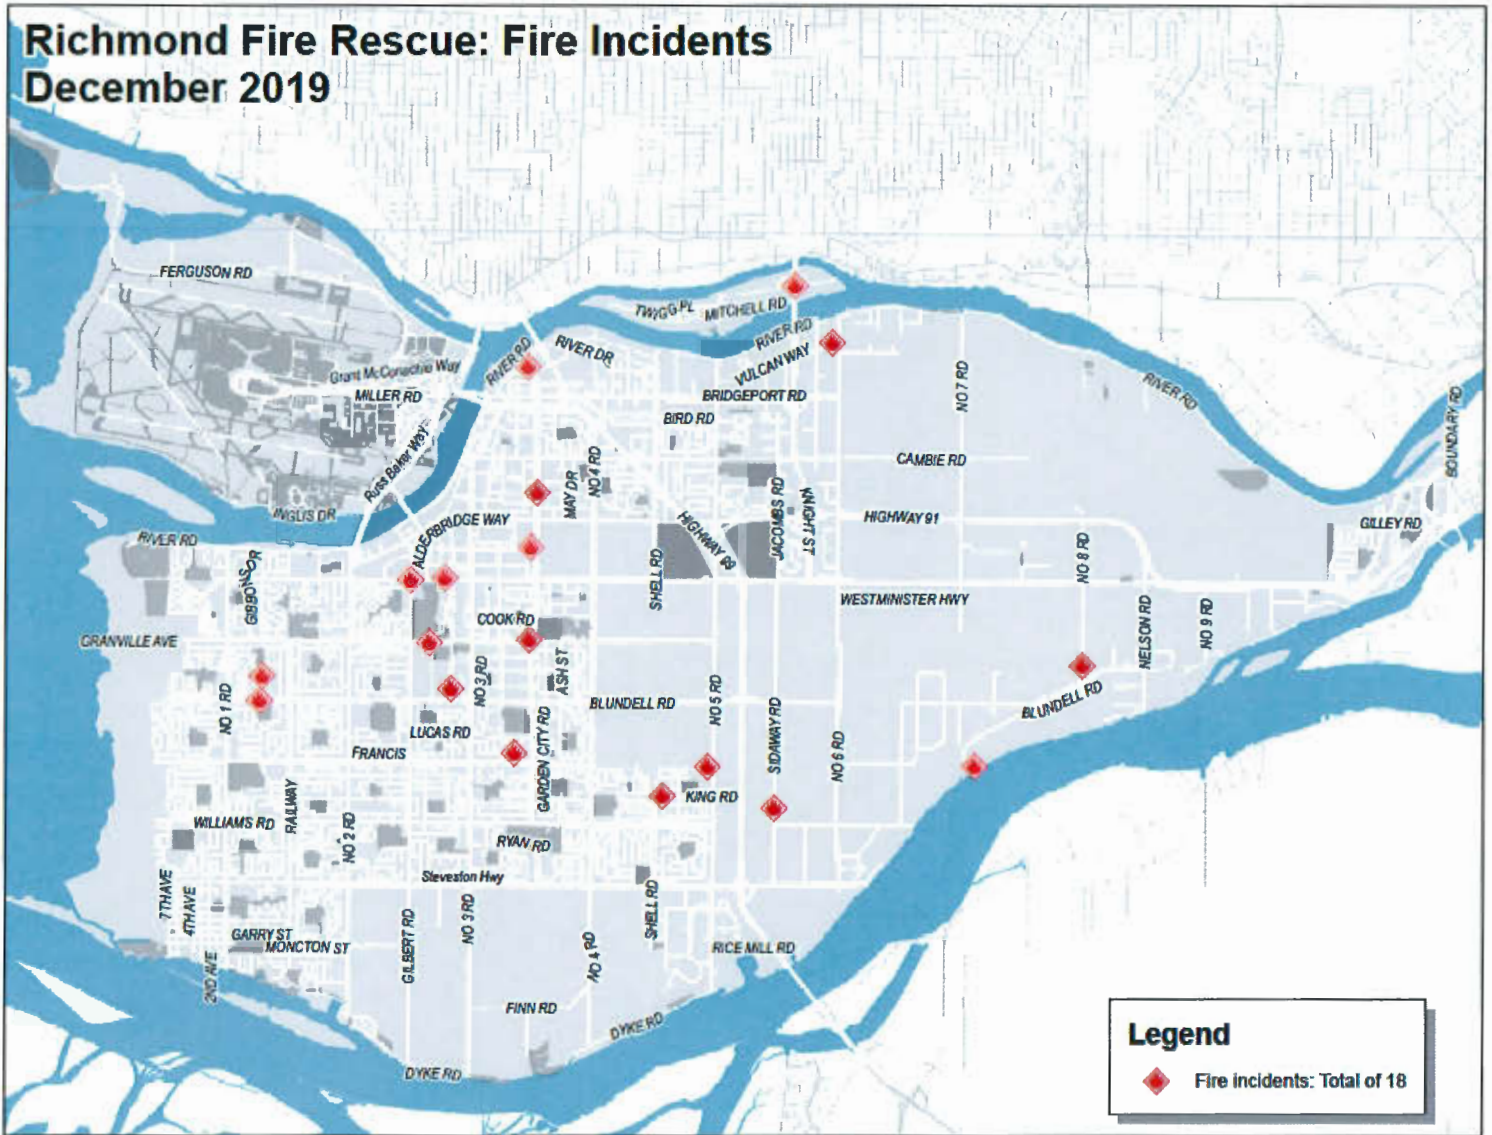 Richmond Fire Rescue: Fire Incidents
December 2019
FERGUSON RD
TWIGG PL
MITCHELL RD
RIVER RD
VULCAN WAY
RIVER RD
RIVER DR
Grant McConachie Way
MILLER RD
BRIDGEPORT RD
BIRD RD
NO 7 RD
RIVER RD
BOUNDARY RD
Russ Baker Way
NO 4 RD
MAY DR
CAMBIE RD
JACOMBS RD
KNIGHT ST
INGLIS DR
ALDERBRIDGE WAY
HIGHWAY 99
HIGHWAY 91
GILLEY RD
RIVER RD
GIBBONS DR
SHELL RD
NO 8 RD
WESTMINISTER HWY
NELSON RD
NO 9 RD
GRANVILLE AVE
COOK RD
ASH ST
NO 3 RD
NO 1 RD
BLUNDELL RD
NO 5 RD
BLUNDELL RD
LUCAS RD
FRANCIS
GARDEN CITY RD
SIDAWAY RD
NO 6 RD
RAILWAY
KING RD
WILLIAMS RD
NO 2 RD
RYAN RD
Steveston Hwy
7TH AVE
4TH AVE
GARRY ST
MONCTON ST
2ND AVE
GILBERT RD
NO 3 RD
NO 4 RD
SHELL RD
RICE MILL RD
FINN RD
DYKE RD
DYKE RD
Legend
Fire incidents: Total of 18